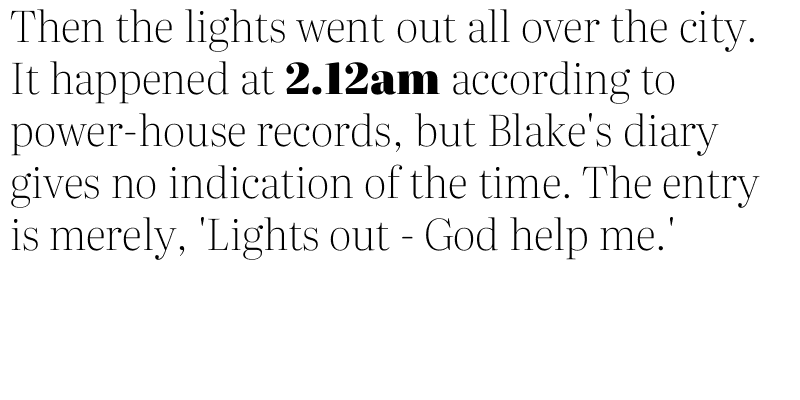 Then the lights went out all over the city.
It happened at 2.12am according to
power-house records, but Blake's diary
gives no indication of the time. The entry
is merely, 'Lights out - God help me.'